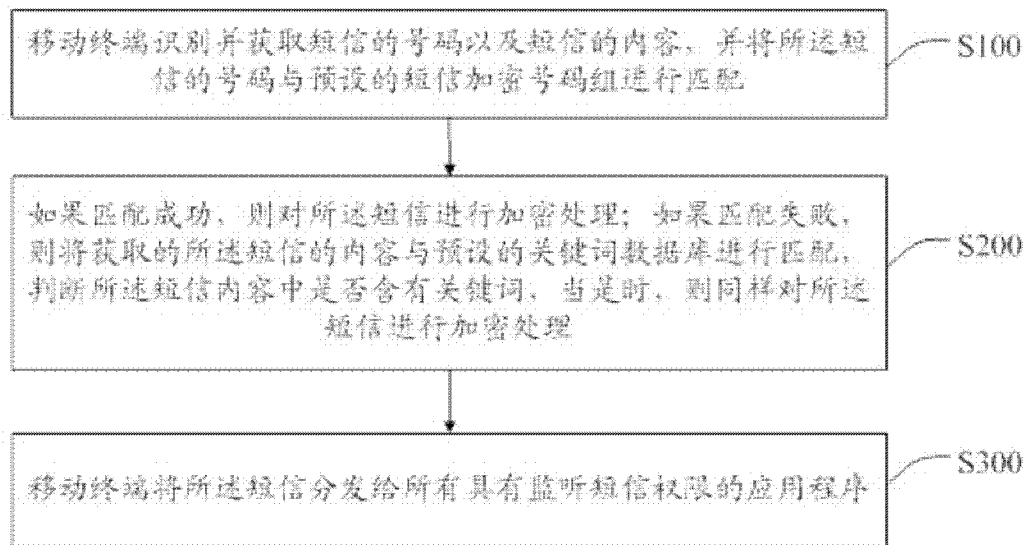 移动终端识别并获取短信的号码以及短信的内容，并将所述短
信的号码与预设的短信加密号码组进行匹配
S100
如果匹配成功，则对所述短信进行加密处理；如果匹配失败，
则将获取的所述短信的内容与预设的关键词数据库进行匹配，
判断所述短信内容中是否含有关键词，当是时，则同样对所述
短信进行加密处理
S200
移动终端将所述短信分发给所有具有监听短信权限的应用程序
S300